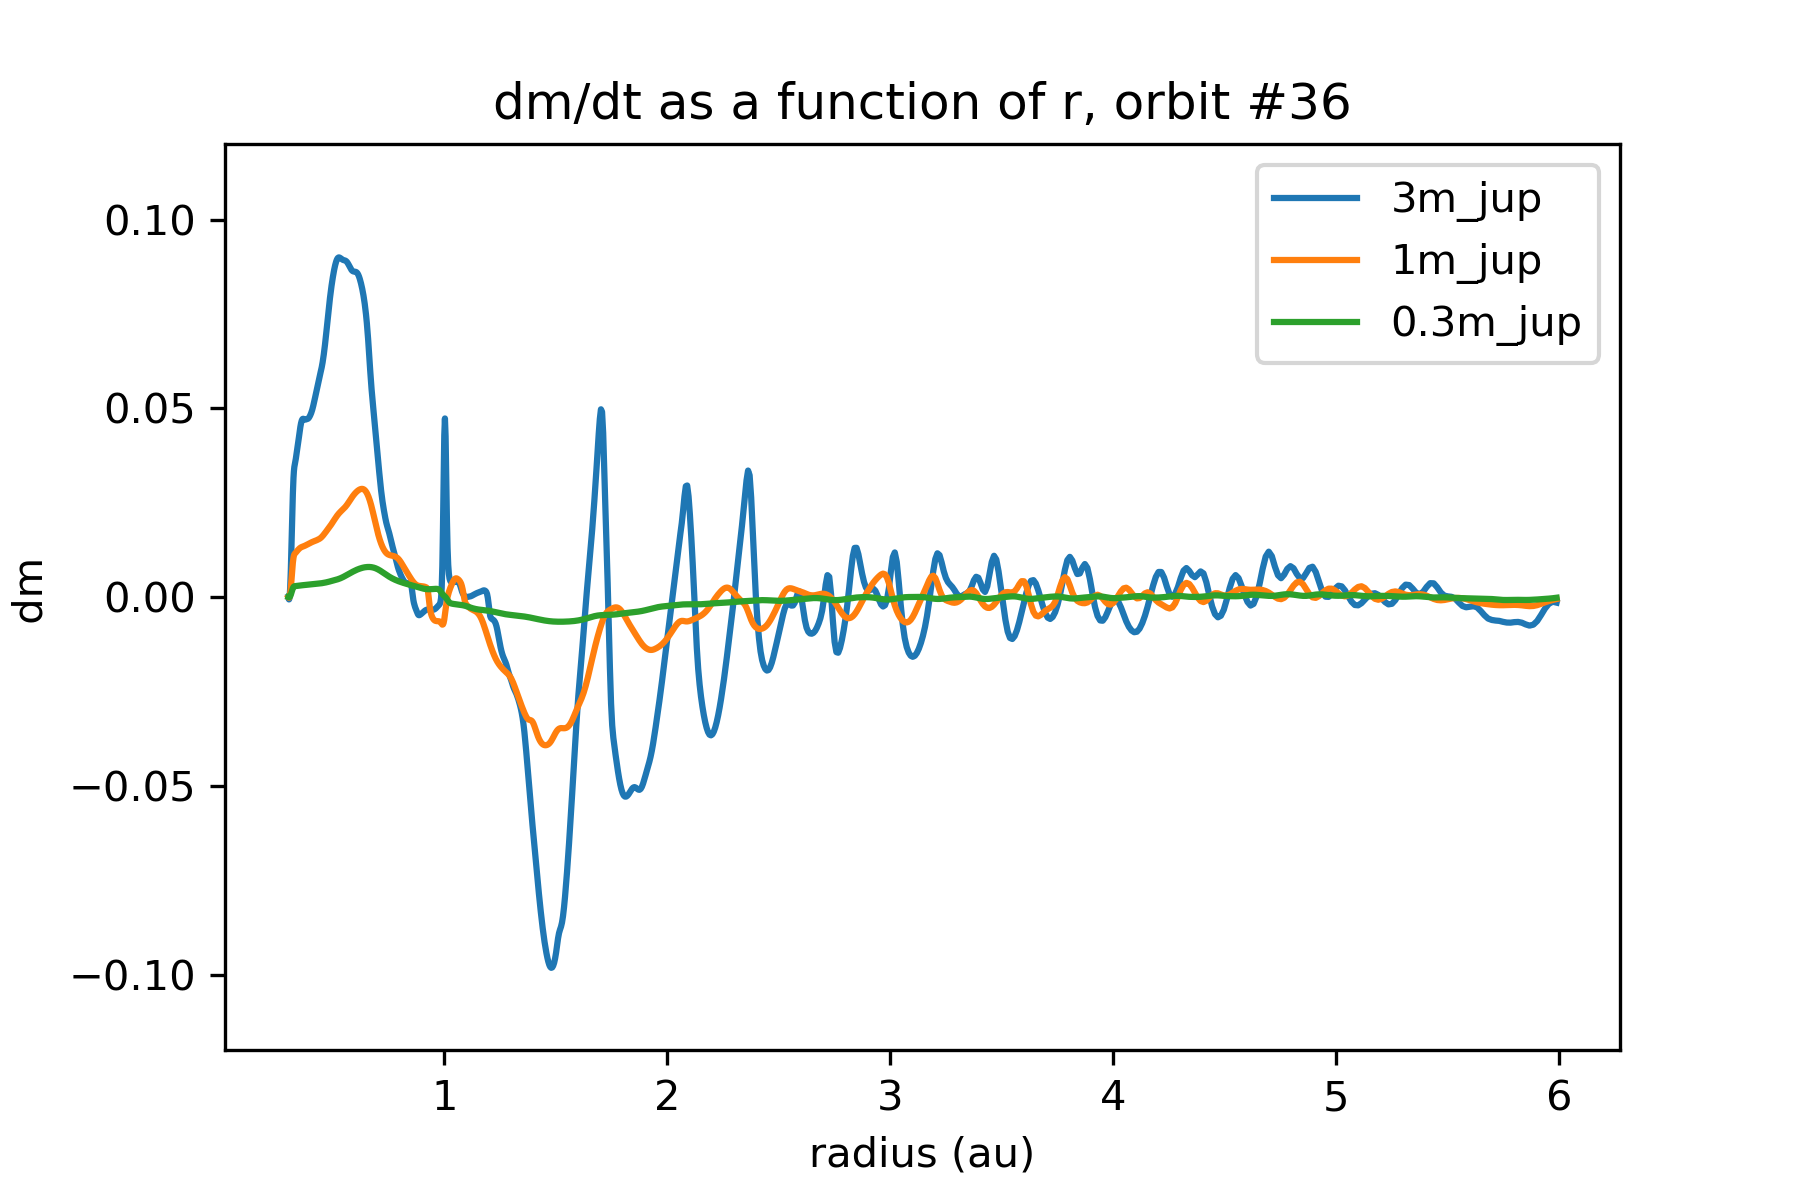 dm/dt as a function of r, orbit #36
3m_jup
1m_jup
0.3m_jup
0.10
0.05
0.00
−0.05
−0.10
dm
1 2 3 4 5 6
radius (au)